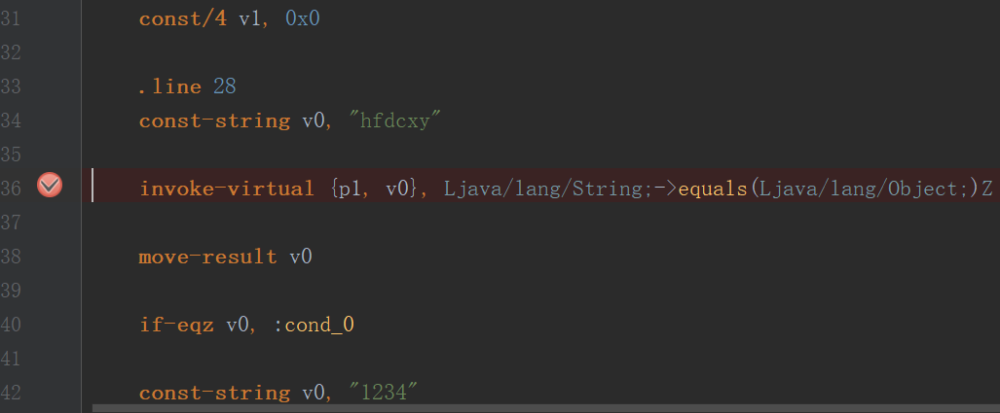 31 const/4 v1, 0x0
32
33 .line 28
34 const-string v0, "hfdcxy"
35
36 invoke-virtual {p1, v0}, Ljava/lang/String;->equals(Ljava/lang/Object;)Z
37
38 move-result v0
39
40 if-eqz v0, :cond_0
41
42 const-string v0, "1234"